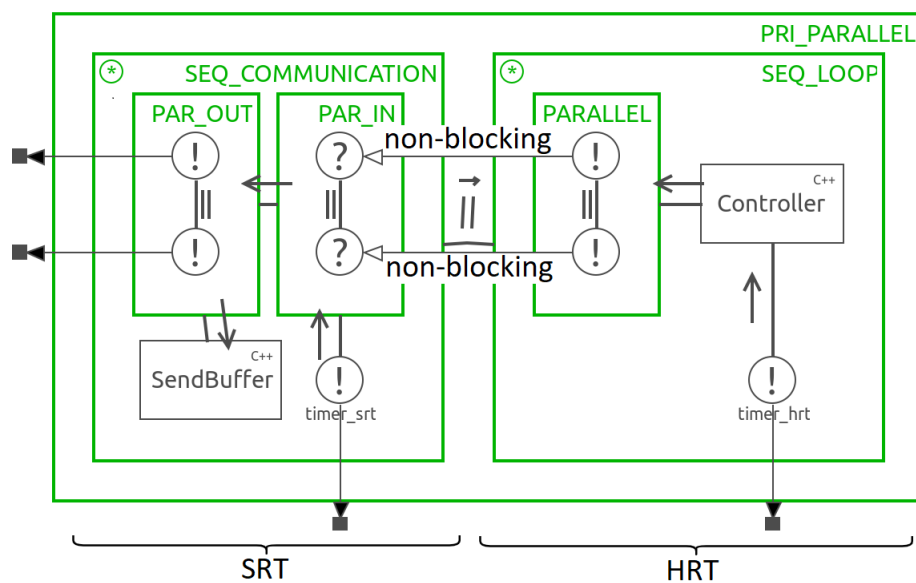 PRI_PARALLEL
SEQ_COMMUNICATION
SEQ_LOOP
*
*
PAR_OUT
PAR_IN
PARALLEL
non-blocking
!
?
!
C++
Controller
!
?
!
non-blocking
C++
SendBuffer
!
timer_srt
!
timer_hrt
SRT
HRT